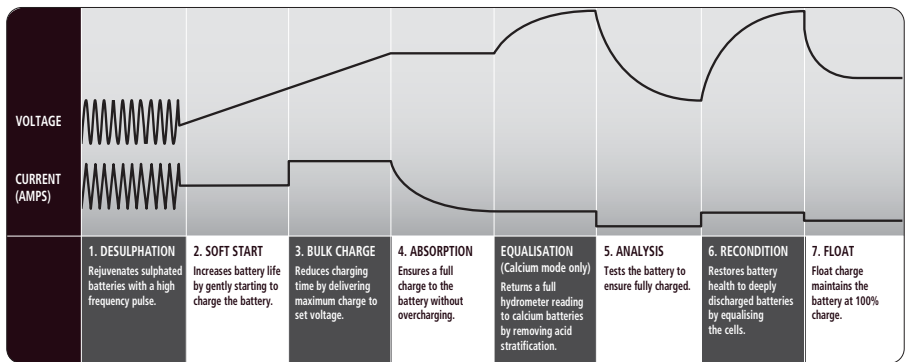 VOLTAGE
CURRENT
(AMPS)
1. DESULPHATION
Rejuvenates sulphated
batteries with a high
frequency pulse.
2. SOFT START
Increases battery life
by gently starting to
charge the battery.
3. BULK CHARGE
Reduces charging
time by delivering
maximum charge to
set voltage.
4. ABSORPTION
Ensures a full
charge to the
battery without
overcharging.
EQUALISATION
(Calcium mode only)
Returns a full
hydrometer reading
to calcium batteries
by removing acid
stratification.
5. ANALYSIS
Tests the battery to
ensure fully charged.
6. RECONDITION
Restores battery
health to deeply
discharged batteries
by equalising
the cells.
7. FLOAT
Float charge
maintains the
battery at 100%
charge.